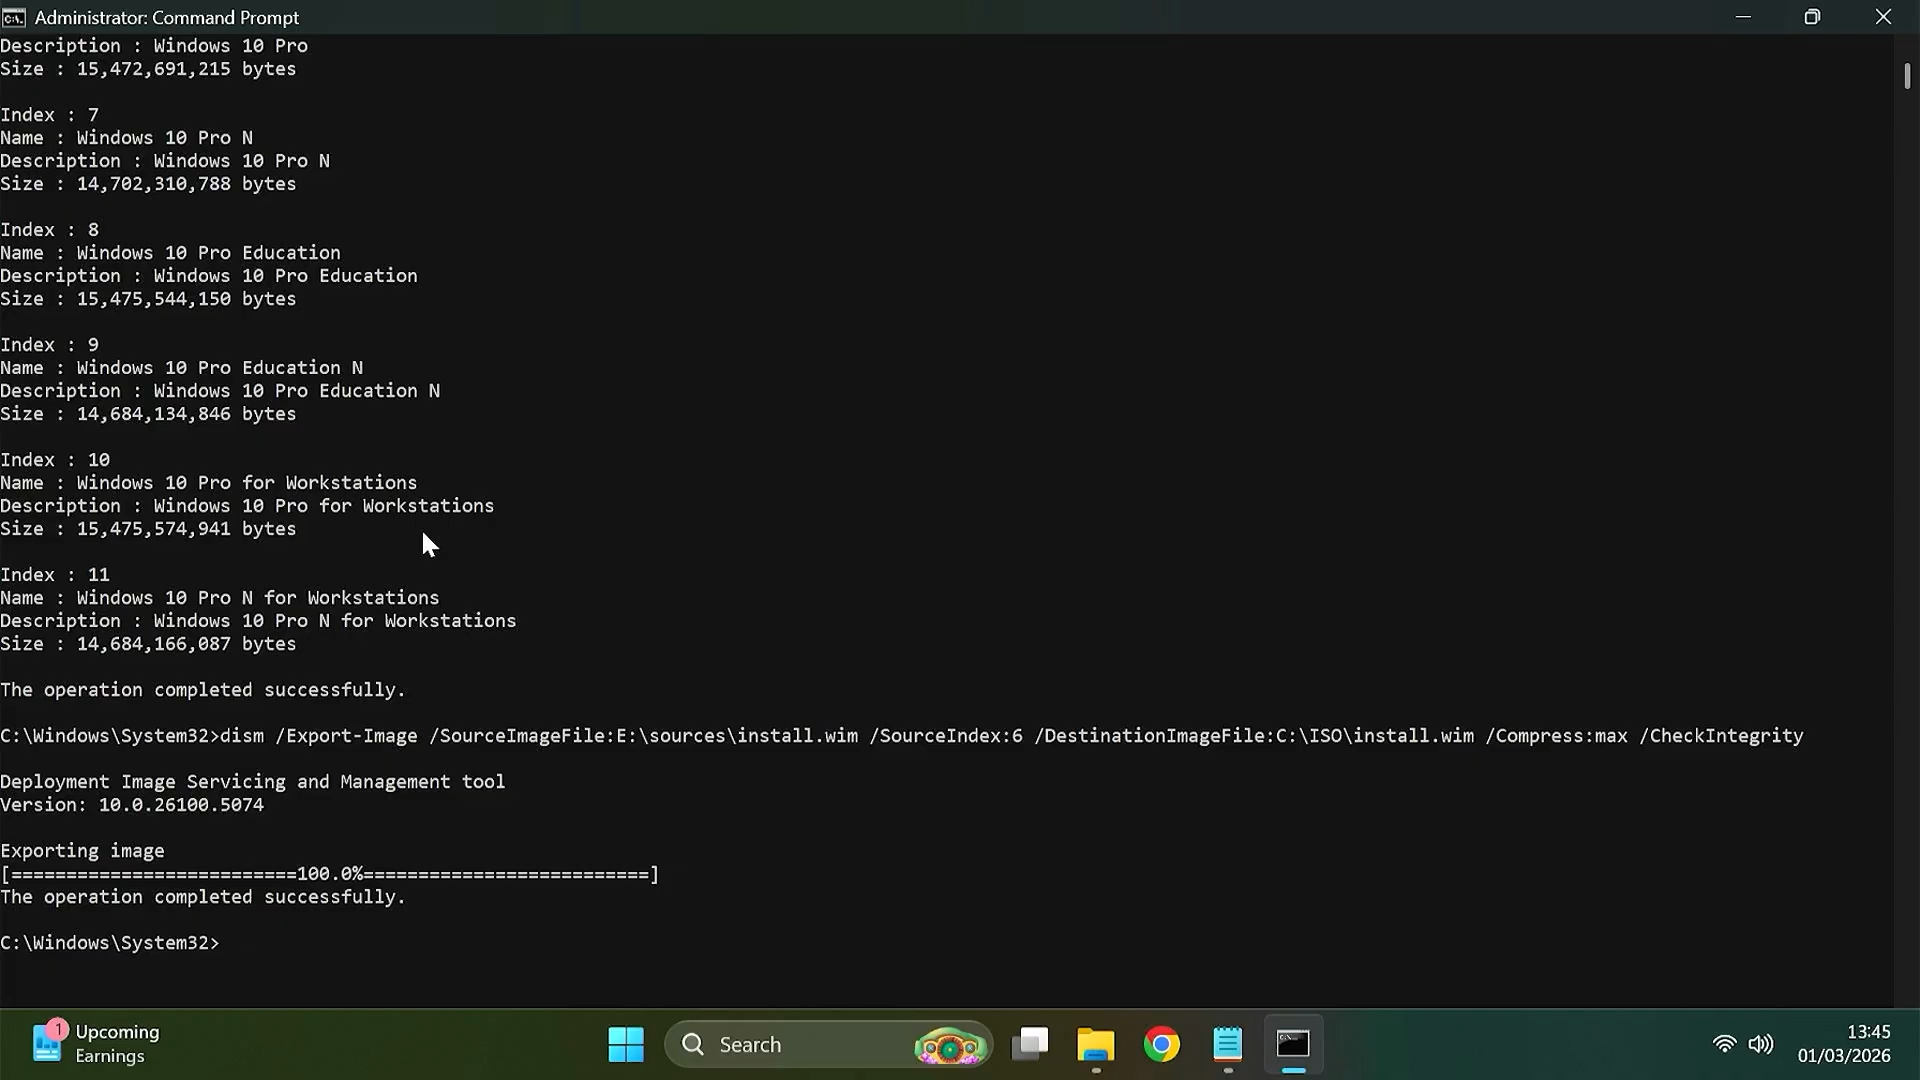 Administrator: Command Prompt
Description : Windows 10 Pro
Size : 15,472,691,215 bytes
Index : 7
Name : Windows 10 Pro N
Description : Windows 10 Pro N
Size : 14,702,310,788 bytes
Index : 8
Name : Windows 10 Pro Education
Description : Windows 10 Pro Education
Size : 15,475,544,150 bytes
Index : 9
Name : Windows 10 Pro Education N
Description : Windows 10 Pro Education N
Size : 14,684,134,846 bytes
Index : 10
Name : Windows 10 Pro for Workstations
Description : Windows 10 Pro for Workstations
Size : 15,475,574,941 bytes
Index : 11
Name : Windows 10 Pro N for Workstations
Description : Windows 10 Pro N for Workstations
Size : 14,684,166,087 bytes
The operation completed successfully.
C:\Windows\System32>dism /Export-Image /SourceImageFile:E:\sources\install.wim /SourceIndex:6 /DestinationImageFile:C:\ISO\install.wim /Compress:max /CheckIntegrity
Deployment Image Servicing and Management tool
Version: 10.0.26100.5074
Exporting image
[==========================100.0%==========================]
The operation completed successfully.
C:\Windows\System32>
1
Upcoming
Earnings
Search
13:45
01/03/2026